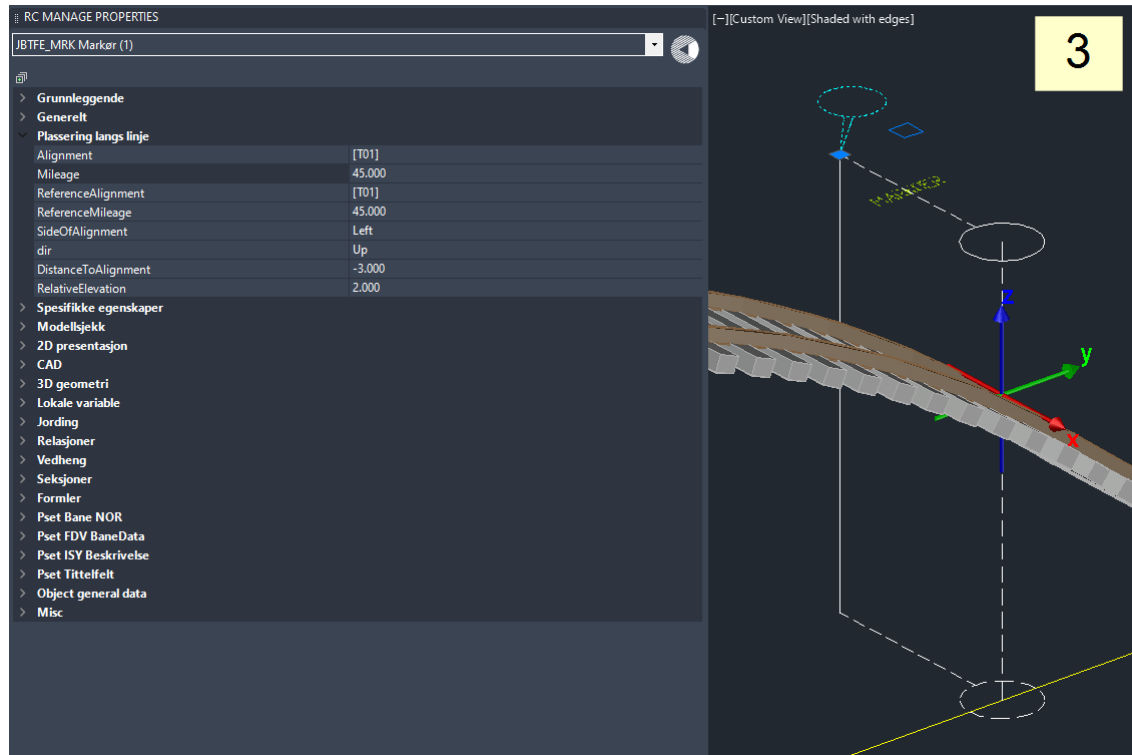 RC MANAGE PROPERTIES
JBTFE_MRK Markør (1)
Grunnleggende
Generelt
Plassering langs linje
Alignment [T01]
Mileage 45.000
ReferenceAlignment [T01]
ReferenceMileage 45.000
SideOfAlignment Left
dir Up
DistanceToAlignment -3.000
RelativeElevation 2.000
Spesifikke egenskaper
Modellsjekk
2D presentasjon
CAD
3D geometri
Lokale variable
Jording
Relasjoner
Vedheng
Seksjoner
Formler
Pset Bane NOR
Pset FDV BaneData
Pset ISY Beskrivelse
Pset Tittelfelt
Object general data
Misc
[−][Custom View][Shaded with edges]
3
MARKØR
z
y
x